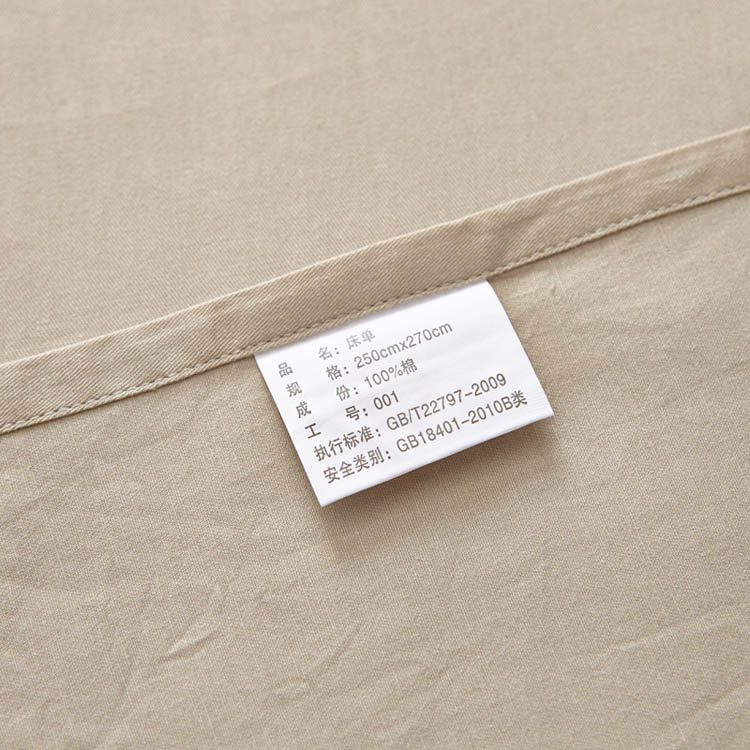 品 名：床单
规 格：250cmx270cm
成 份：100%棉
工 号：001
执行标准：GB/T22797-2009
安全类别：GB18401-2010B类